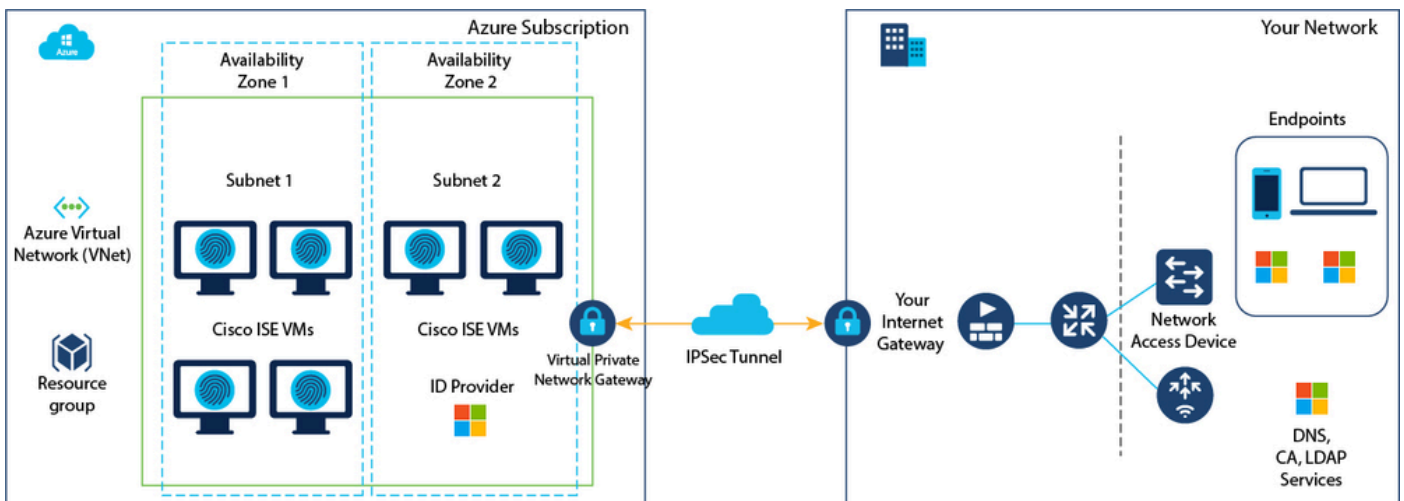 Azure Subscription
Azure
Availability
Zone 1
Availability
Zone 2
Subnet 1
Subnet 2
Azure Virtual
Network (VNet)
Cisco ISE VMs
Cisco ISE VMs
Resource
group
ID Provider
Virtual Private
Network Gateway
IPSec Tunnel
Your Network
Your
Internet
Gateway
Network
Access Device
Endpoints
DNS,
CA, LDAP
Services